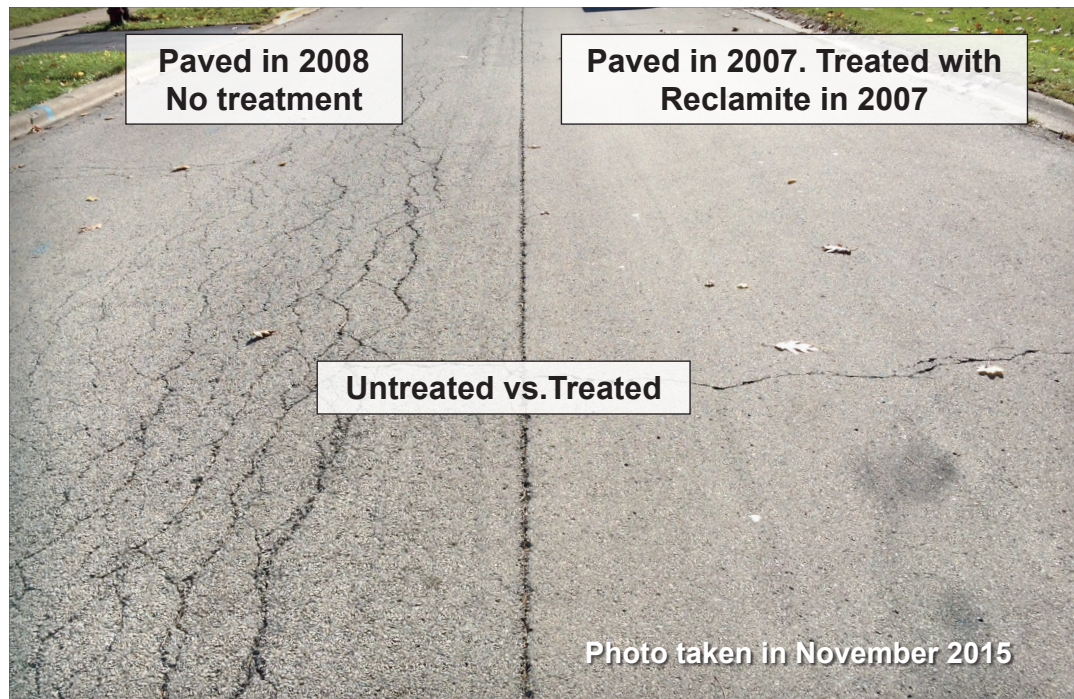 Paved in 2008
No treatment
Paved in 2007. Treated with
Reclamite in 2007
Untreated vs.Treated
Photo taken in November 2015